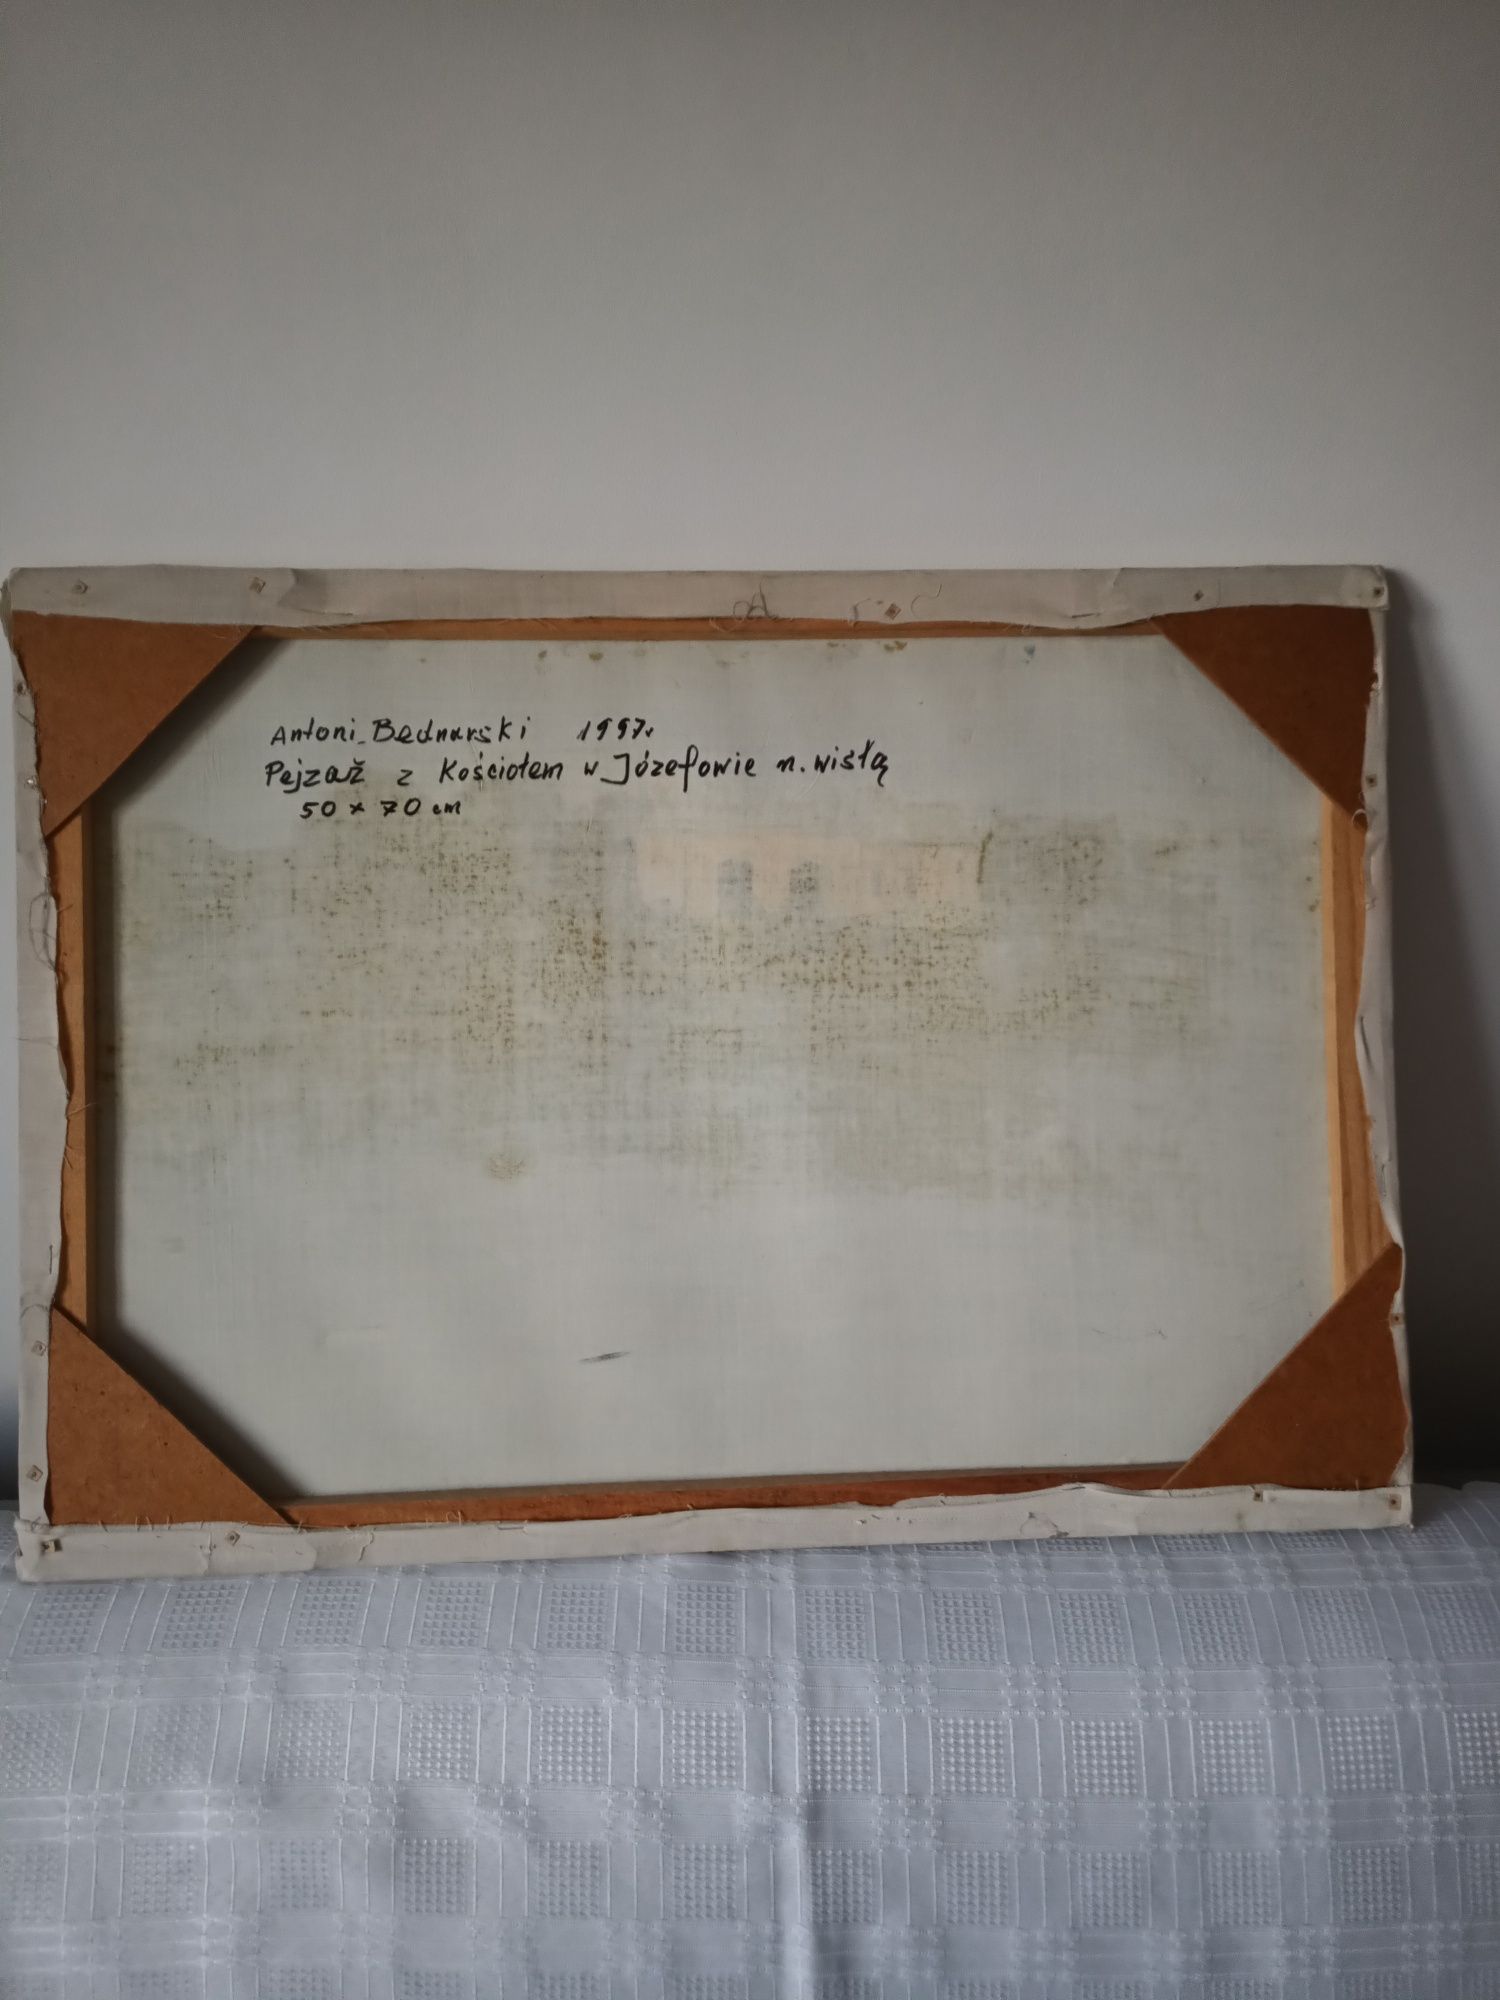 Antoni Bednarski 1997r.
Pejzaż z Kościołem w Józefowie n. wisłą
50 x 70 cm